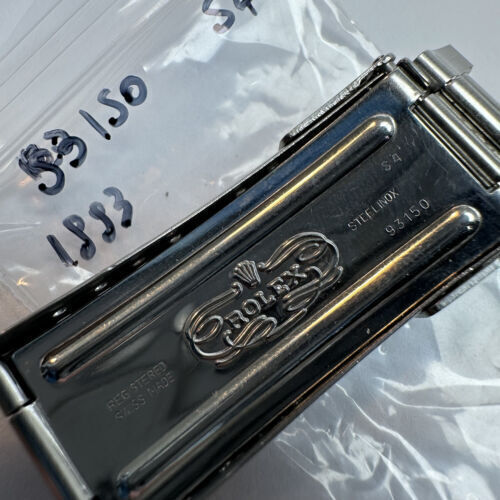 S4
93150
1993
S4
STEELINOX
93150
ROLEX
REGISTERED
SWISS MADE